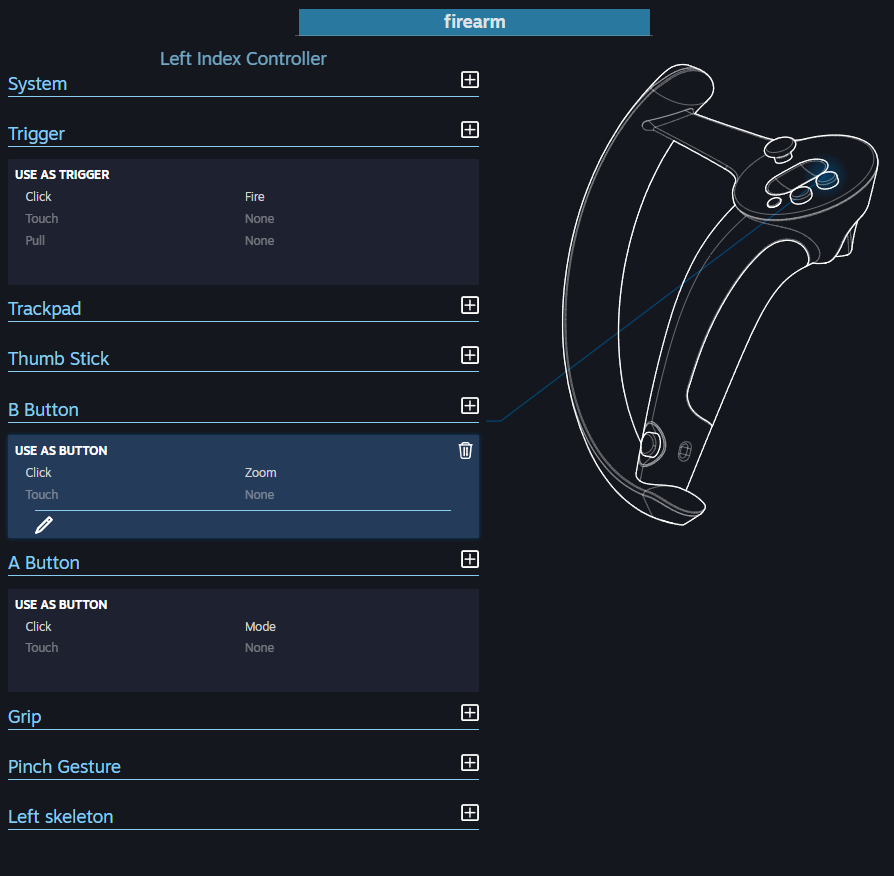 firearm
Left Index Controller
System
Trigger
USE AS TRIGGER
Click Fire
Touch None
Pull None
Trackpad
Thumb Stick
B Button
USE AS BUTTON
Click Zoom
Touch None
A Button
USE AS BUTTON
Click Mode
Touch None
Grip
Pinch Gesture
Left skeleton